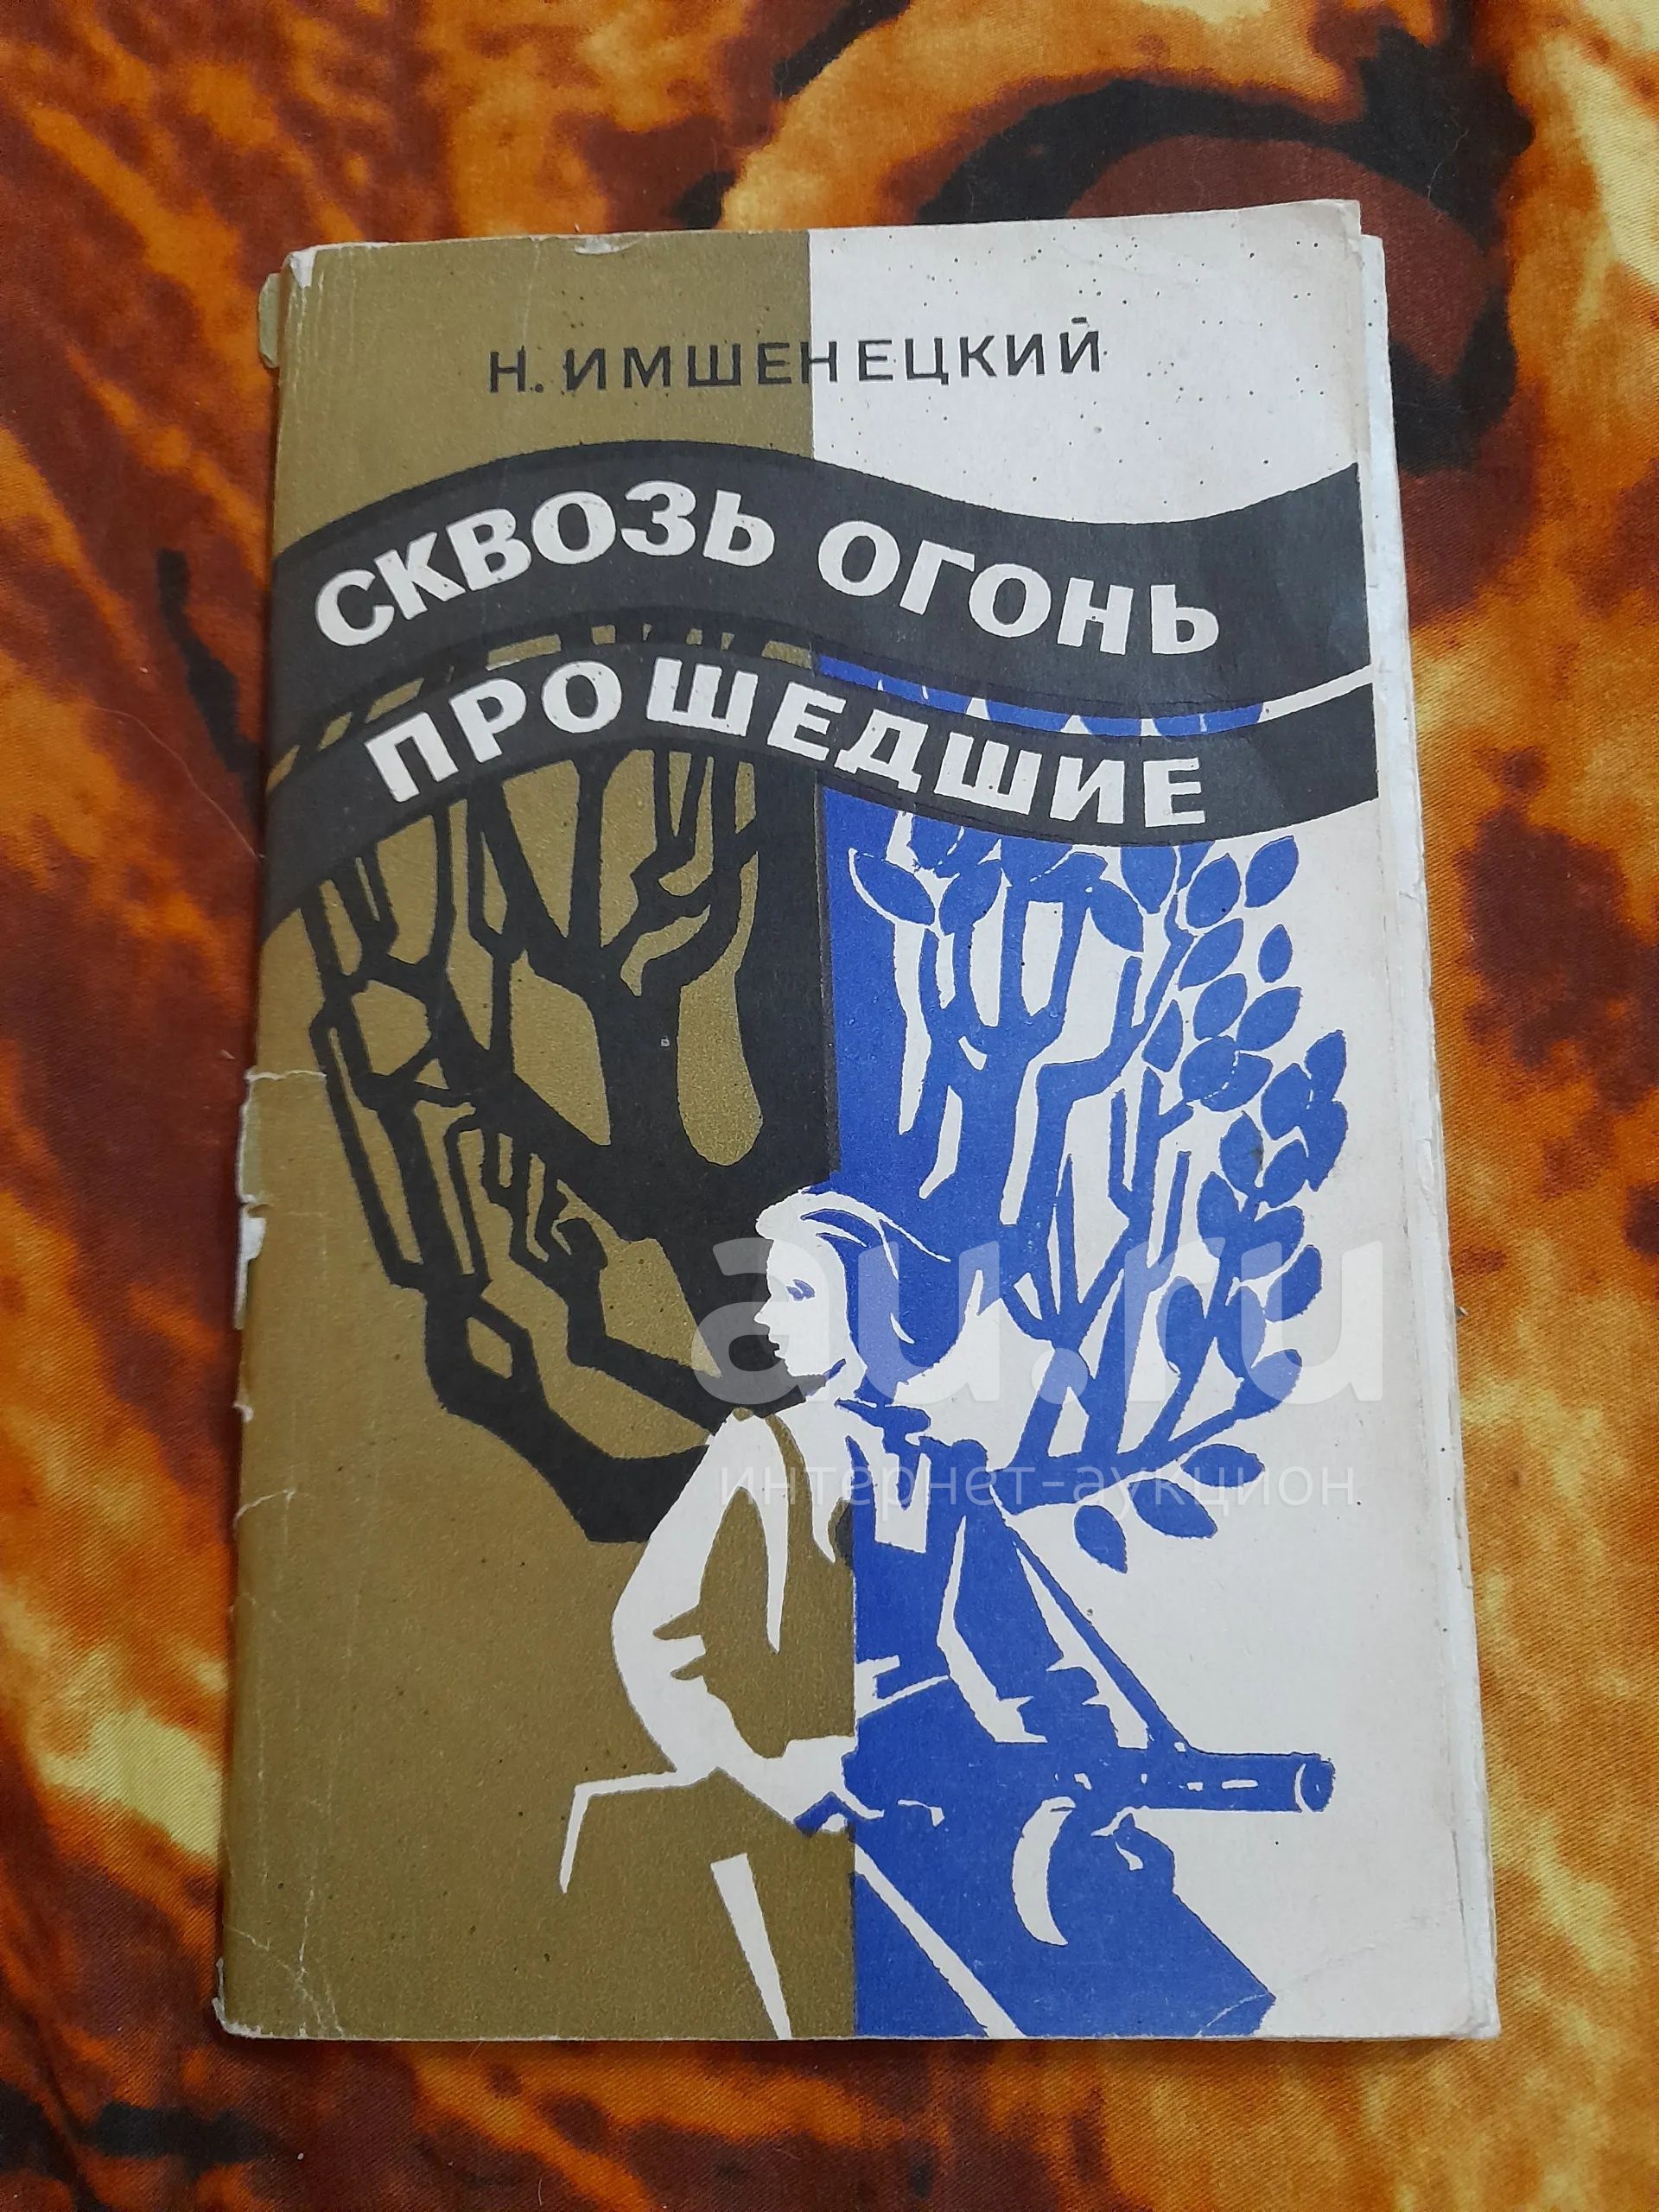 Н. ИМШЕНЕЦКИЙ
СКВОЗЬ ОГОНЬ
ПРОШЕДШИЕ
au.ru
интернет-аукцион